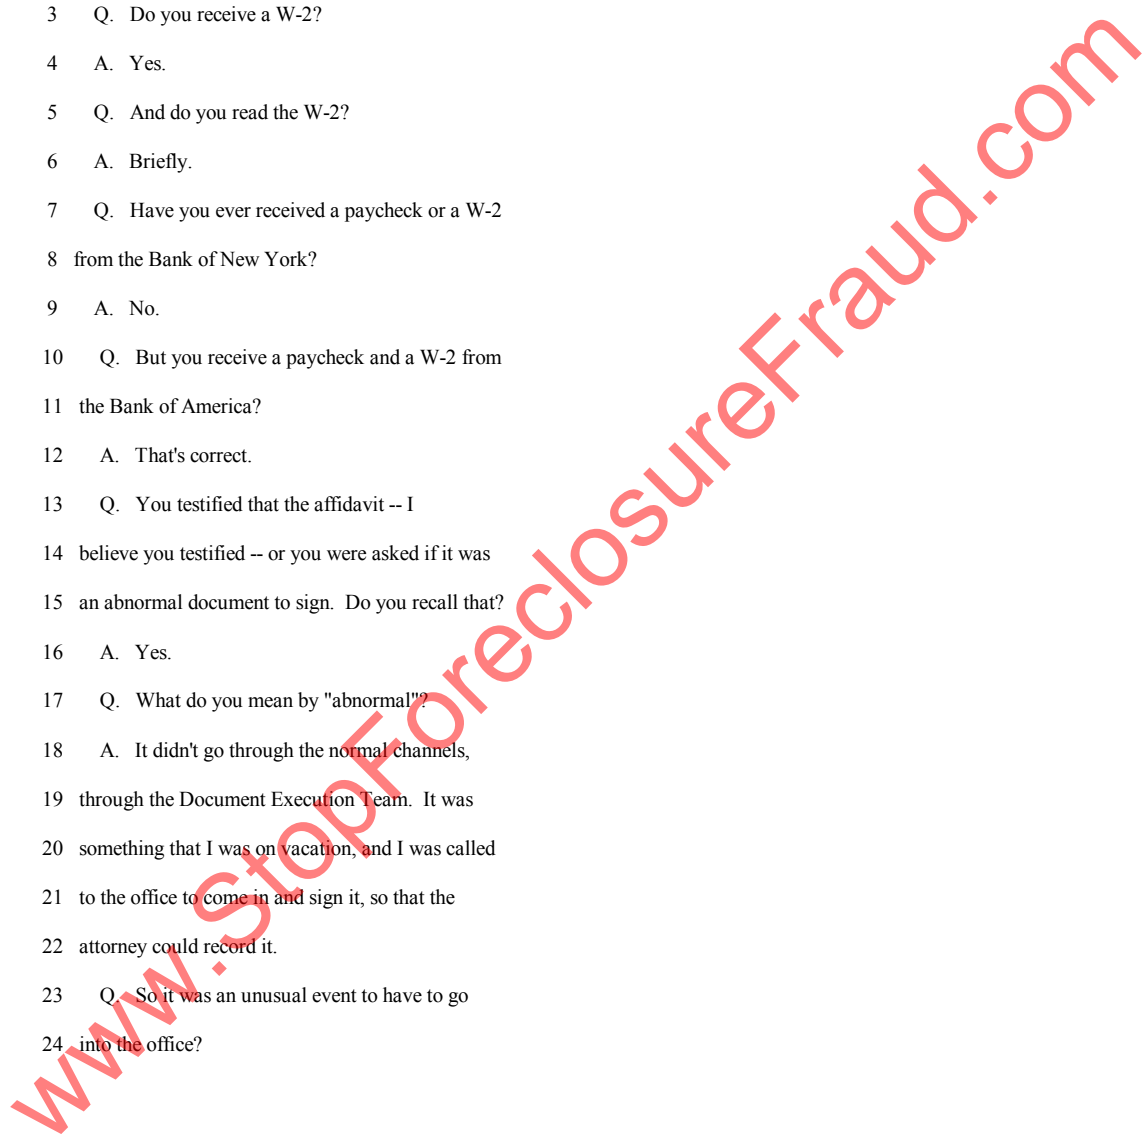 3 Q. Do you receive a W-2?
4 A. Yes.
5 Q. And do you read the W-2?
6 A. Briefly.
7 Q. Have you ever received a paycheck or a W-2
8 from the Bank of New York?
9 A. No.
10 Q. But you receive a paycheck and a W-2 from
11 the Bank of America?
12 A. That's correct.
13 Q. You testified that the affidavit -- I
14 believe you testified -- or you were asked if it was
15 an abnormal document to sign. Do you recall that?
16 A. Yes.
17 Q. What do you mean by "abnormal"?
18 A. It didn't go through the normal channels,
19 through the Document Execution Team. It was
20 something that I was on vacation, and I was called
21 to the office to come in and sign it, so that the
22 attorney could record it.
23 Q. So it was an unusual event to have to go
24 into the office?
www.StopForeclosureFraud.com